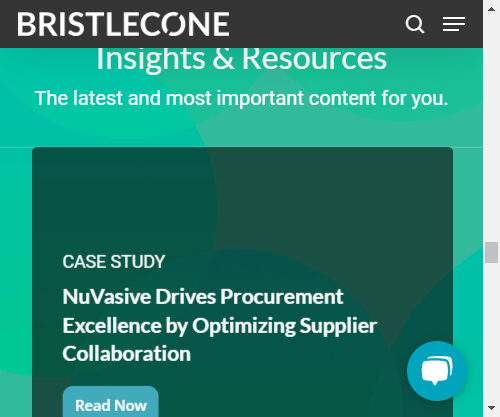 BRISTLECONE
Insights & Resources
The latest and most important content for you.
CASE STUDY
NuVasive Drives Procurement
Excellence by Optimizing Supplier
Collaboration
Read Now